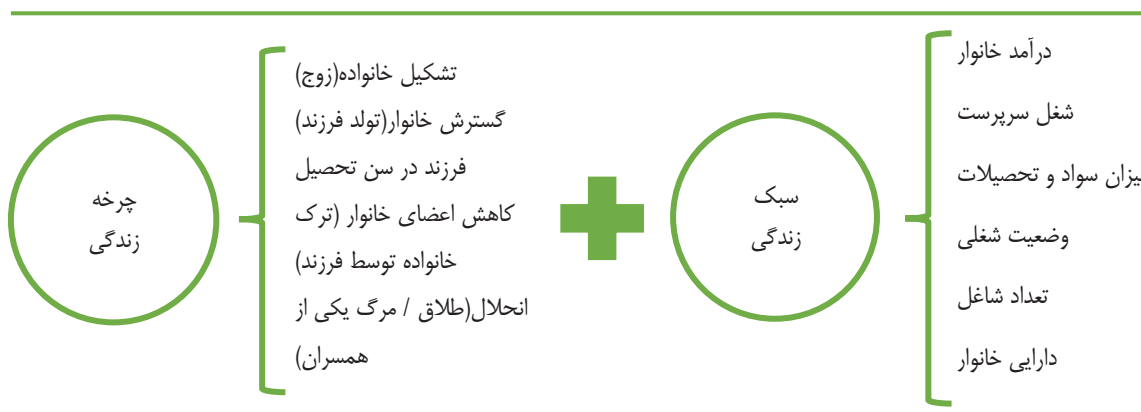 درآمد خانوار
شغل سرپرست
یزان سواد و تحصیلات
وضعیت شغلی
تعداد شاغل
دارایی خانوار
سبک
زندگی
تشکیل خانواده(زوج)
گسترش خانوار(تولد فرزند)
فرزند در سن تحصیل
کاهش اعضای خانوار (ترک
خانواده توسط فرزند)
انحلال(طلاق / مرگ یکی از
همسران)
چرخه
زندگی